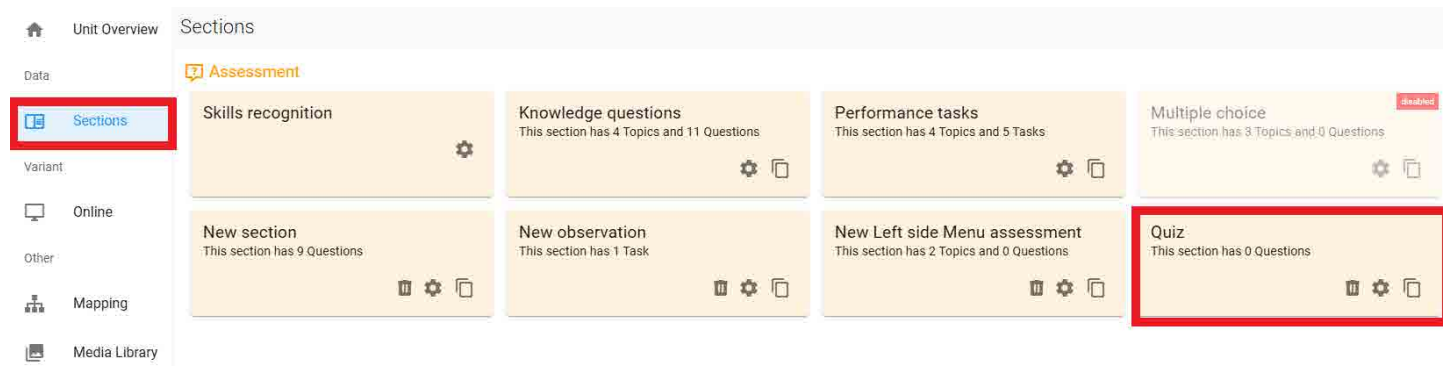 Unit Overview
Data
Sections
Variant
Online
Other
Mapping
Media Library
Sections
Assessment
Skills recognition
Knowledge questions
This section has 4 Topics and 11 Questions
Performance tasks
This section has 4 Topics and 5 Tasks
disabled
Multiple choice
This section has 3 Topics and 0 Questions
New section
This section has 9 Questions
New observation
This section has 1 Task
New Left side Menu assessment
This section has 2 Topics and 0 Questions
Quiz
This section has 0 Questions